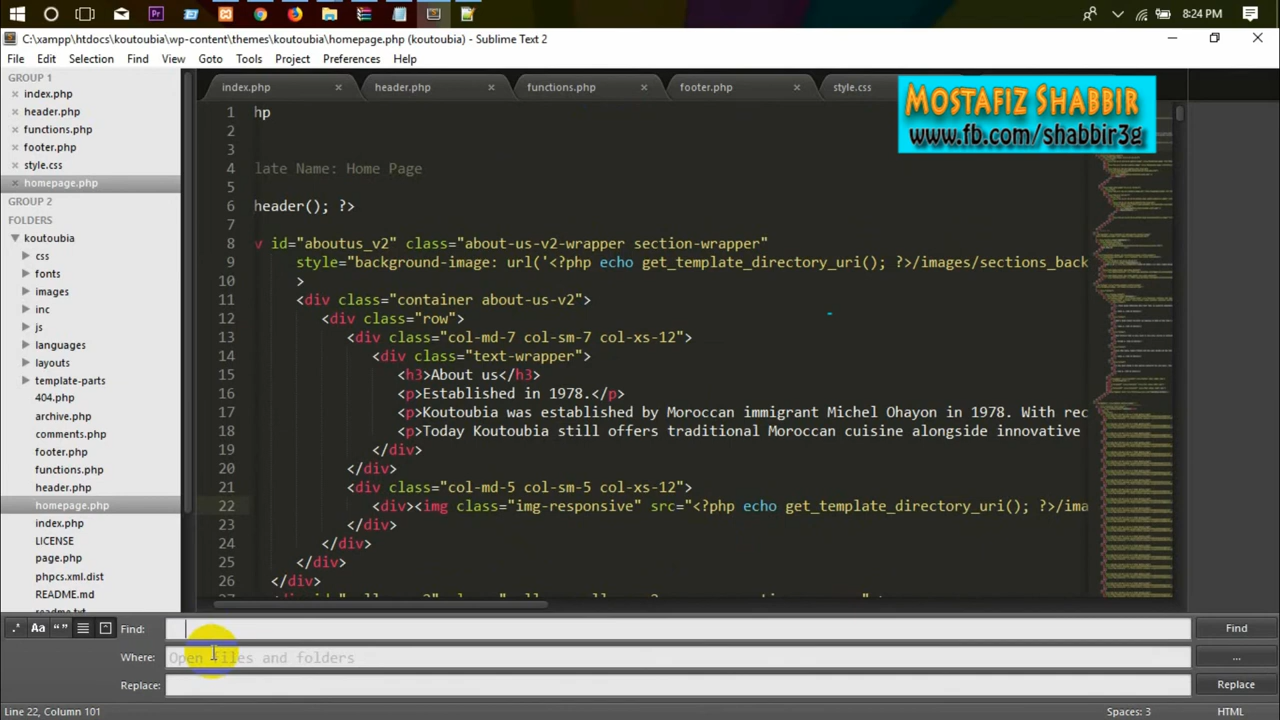 8:24 PM
C:\xampp\htdocs\koutoubia\wp-content\themes\koutoubia\homepage.php (koutoubia) - Sublime Text 2
File Edit Selection Find View Goto Tools Project Preferences Help
GROUP 1
index.php
header.php
functions.php
footer.php
style.css
homepage.php
GROUP 2
FOLDERS
koutoubia
css
fonts
images
inc
js
languages
layouts
template-parts
404.php
archive.php
comments.php
footer.php
functions.php
header.php
homepage.php
index.php
LICENSE
page.php
phpcs.xml.dist
README.md
readme.txt
index.php header.php functions.php footer.php style.css
MOSTAFIZ SHABBIR
www.fb.com/shabbir3g
1 hp
2
3
4 late Name: Home Page
5
6 header(); ?>
7
8 v id="aboutus_v2" class="about-us-v2-wrapper section-wrapper"
9 style="background-image: url('<?php echo get_template_directory_uri(); ?>/images/sections_back
10 >
11 <div class="container about-us-v2">
12 <div class="row">
13 <div class="col-md-7 col-sm-7 col-xs-12">
14 <div class="text-wrapper">
15 <h3>About us</h3>
16 <p>Established in 1978.</p>
17 <p>Koutoubia was established by Moroccan immigrant Michel Ohayon in 1978. With rec
18 <p>Today Koutoubia still offers traditional Moroccan cuisine alongside innovative
19 </div>
20 </div>
21 <div class="col-md-5 col-sm-5 col-xs-12">
22 <div><img class="img-responsive" src="<?php echo get_template_directory_uri(); ?>/ima
23 </div>
24 </div>
25 </div>
26 </div>
27
.* Aa “ ” Find: Find
Where: Open files and folders ...
Replace: Replace
Line 22, Column 101 Spaces: 3 HTML